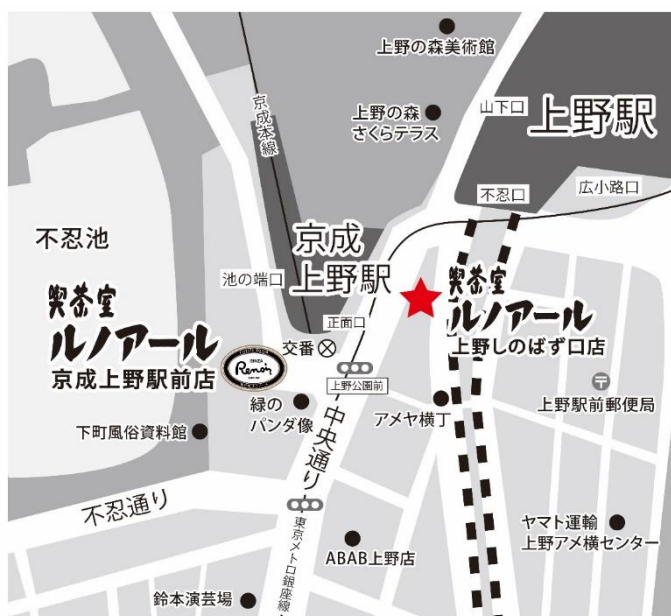 上野の森美術館
上野の森
さくらテラス
山下口
上野駅
京成本線
不忍口
広小路口
不忍池
京成
上野駅
池の端口
喫茶室
ルノアール
京成上野駅前店
喫茶室
ルノアール
上野しのばず口店
正面口
交番
GINZA
Renoir
上野公園前
緑の
パンダ像
中央通り
アメヤ横丁
〒
上野駅前郵便局
下町風俗資料館
不忍通り
東京メトロ銀座線
ABAB上野店
ヤマト運輸
上野アメ横センター
鈴本演芸場